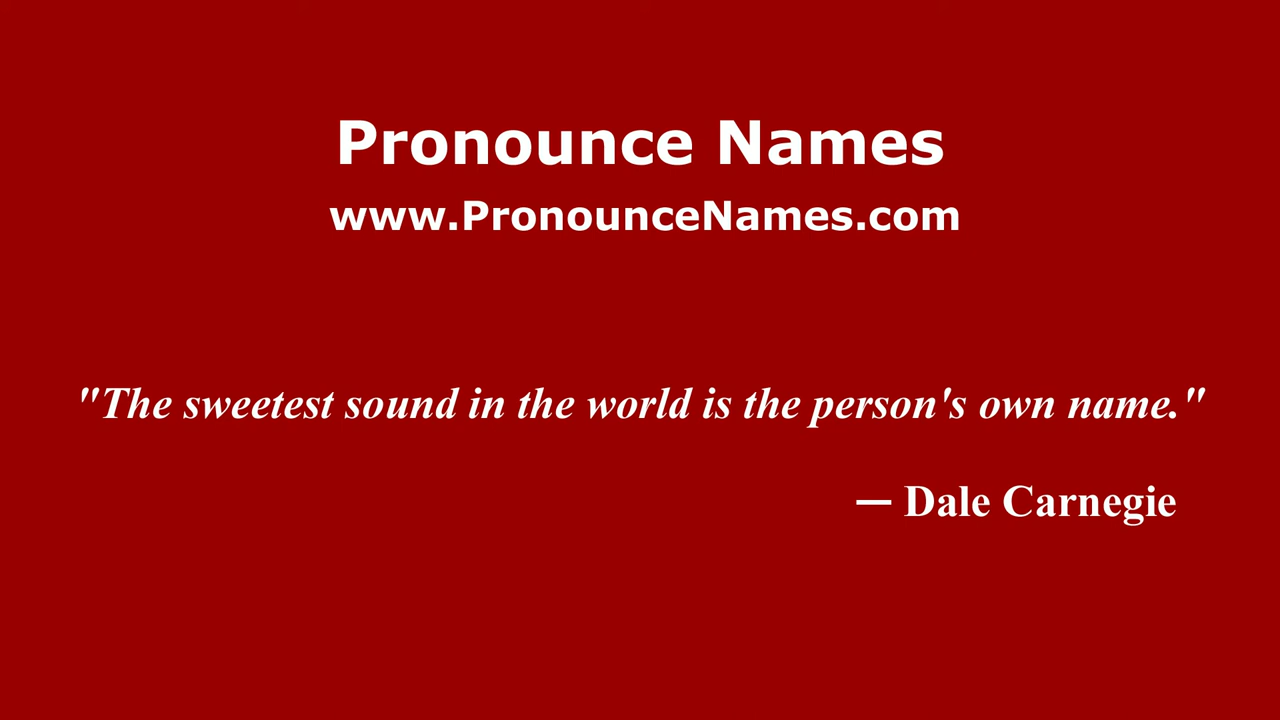 Pronounce Names
www.PronounceNames.com
"The sweetest sound in the world is the person's own name."
— Dale Carnegie